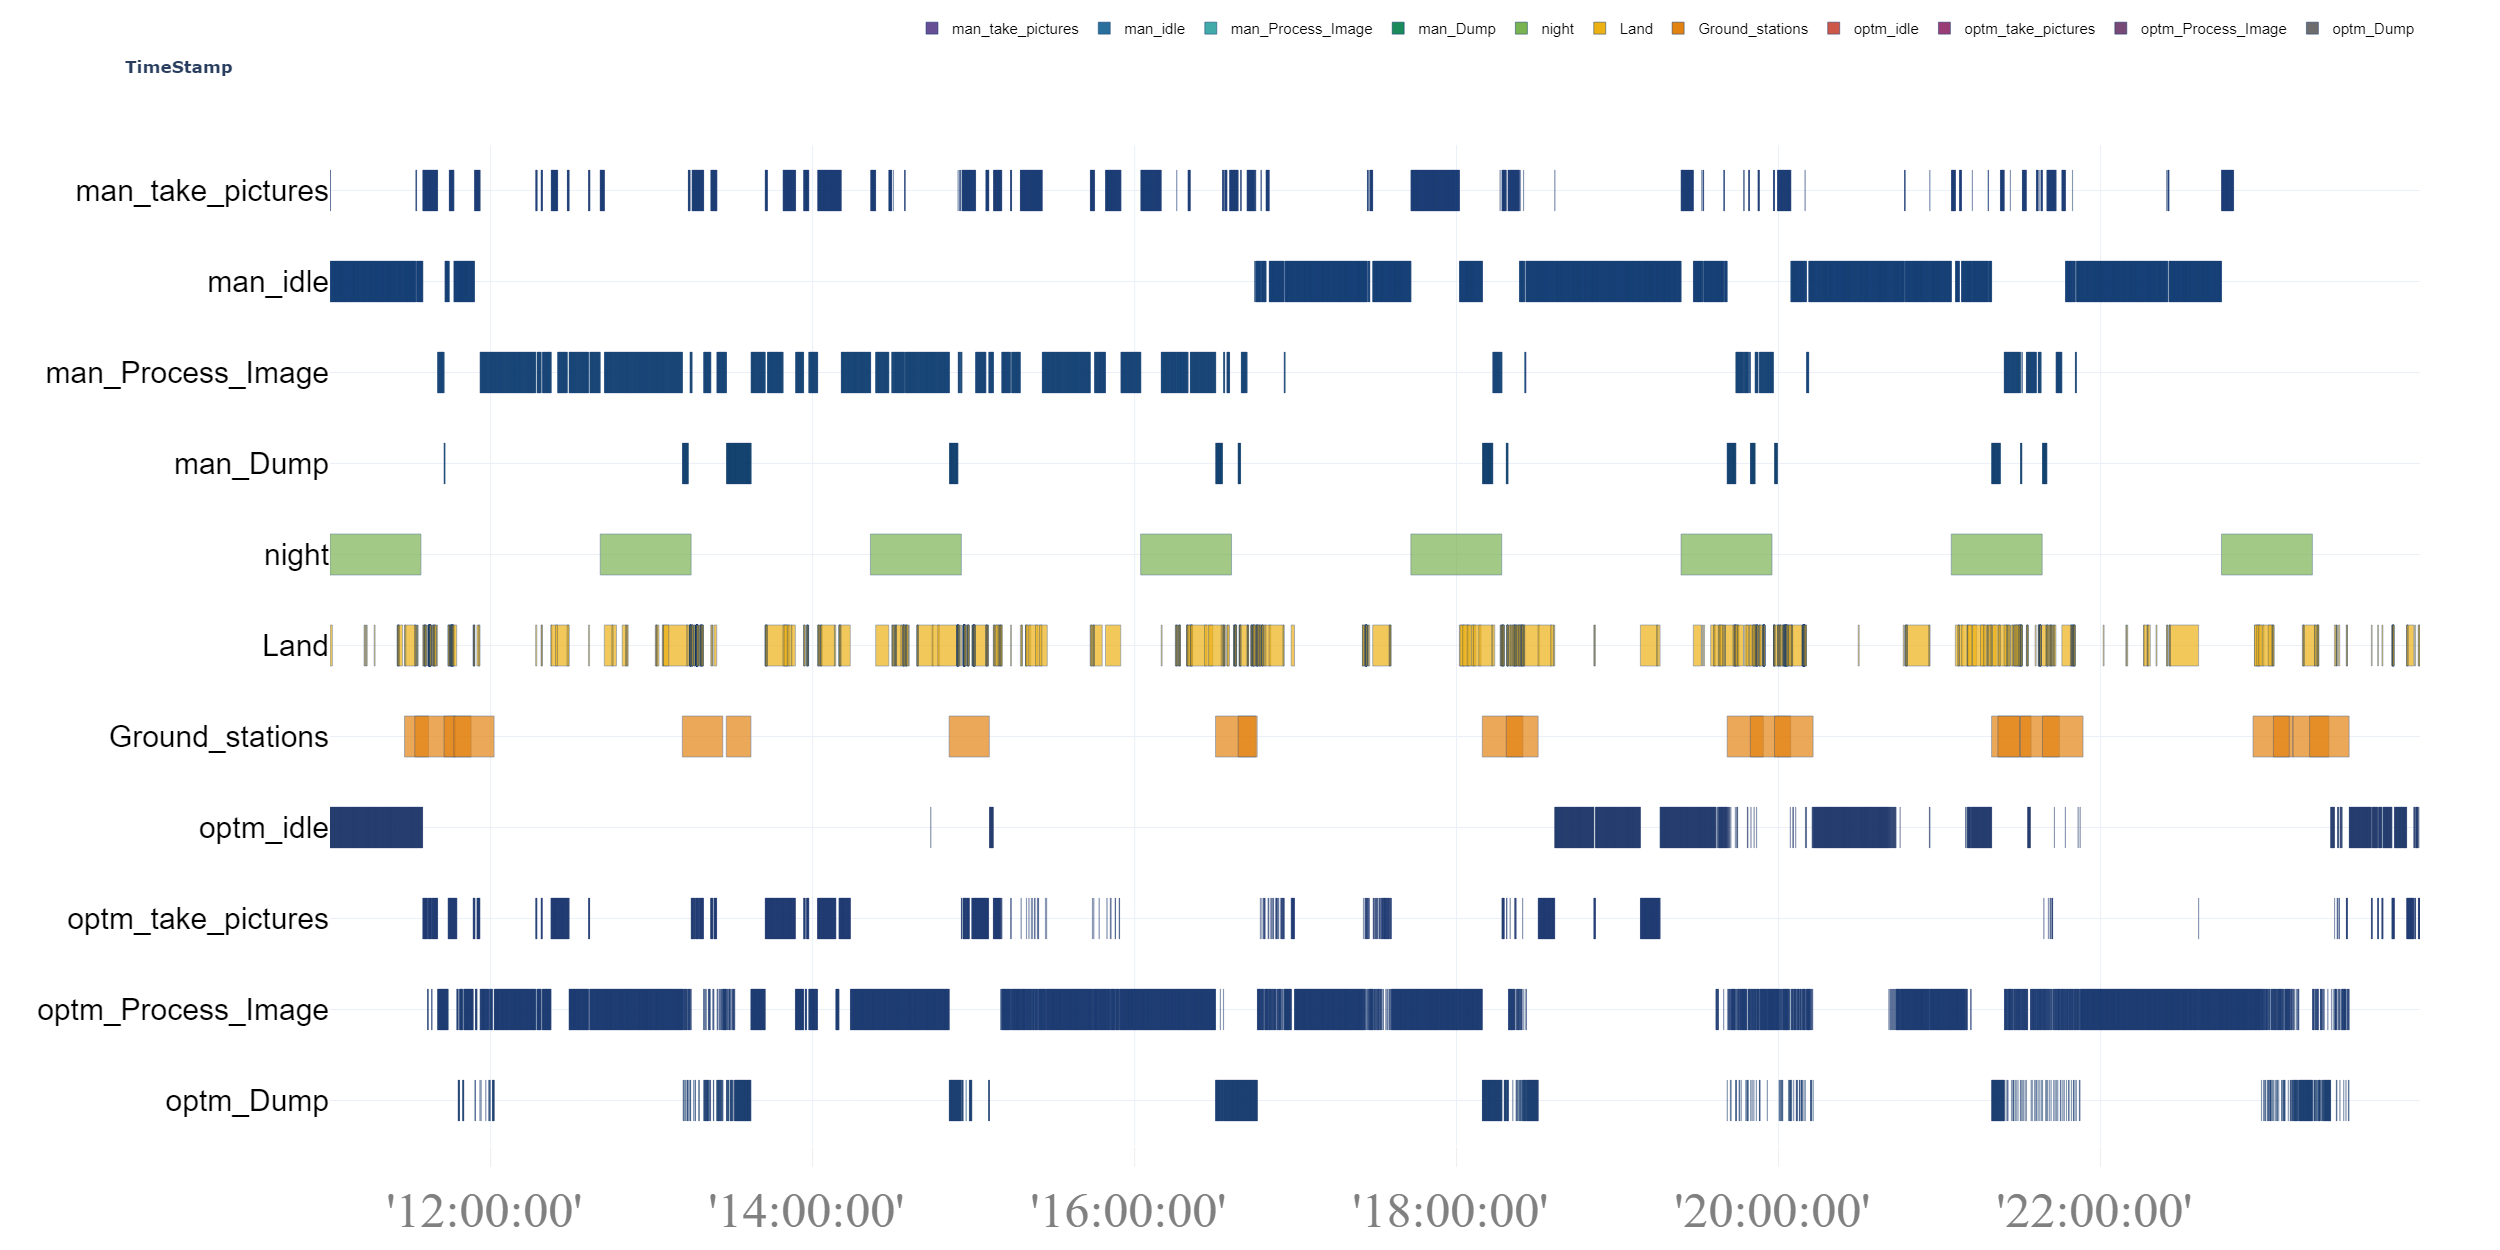 man_take_pictures man_idle man_Process_Image man_Dump night Land Ground_stations optm_idle optm_take_pictures optm_Process_Image optm_Dump
TimeStamp
man_take_pictures
man_idle
man_Process_Image
man_Dump
night
Land
Ground_stations
optm_idle
optm_take_pictures
optm_Process_Image
optm_Dump
'12:00:00' '14:00:00' '16:00:00' '18:00:00' '20:00:00' '22:00:00'